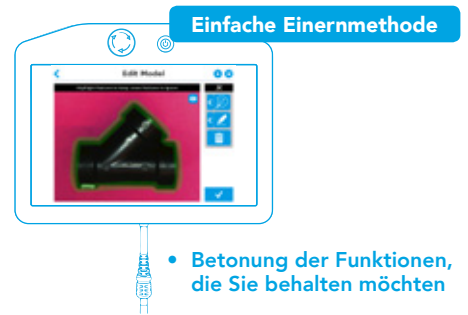 Einfache Einernmethode
Edit Model
• Betonung der Funktionen,
die Sie behalten möchten